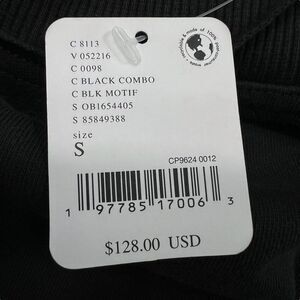 C 8113
V 052216
C 0098
C BLACK COMBO
C BLK MOTIF
S OB1654405
S 85849388
size
S
CP9624 0012
1 97785 17006 3
$128.00 USD